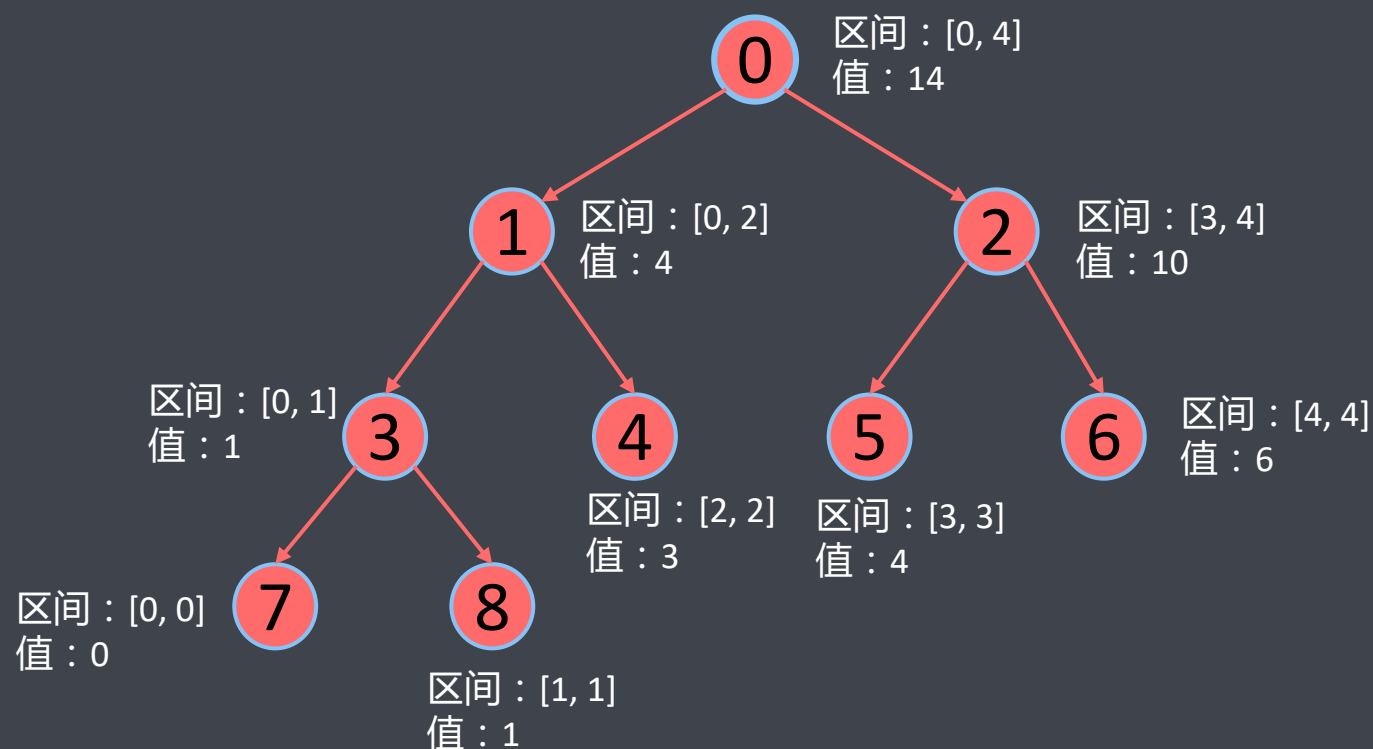 0
区间：[0, 4]
值：14
1
区间：[0, 2]
值：4
2
区间：[3, 4]
值：10
区间：[0, 1]
值：1
3
4
区间：[2, 2]
值：3
5
区间：[3, 3]
值：4
6
区间：[4, 4]
值：6
区间：[0, 0]
值：0
7
8
区间：[1, 1]
值：1